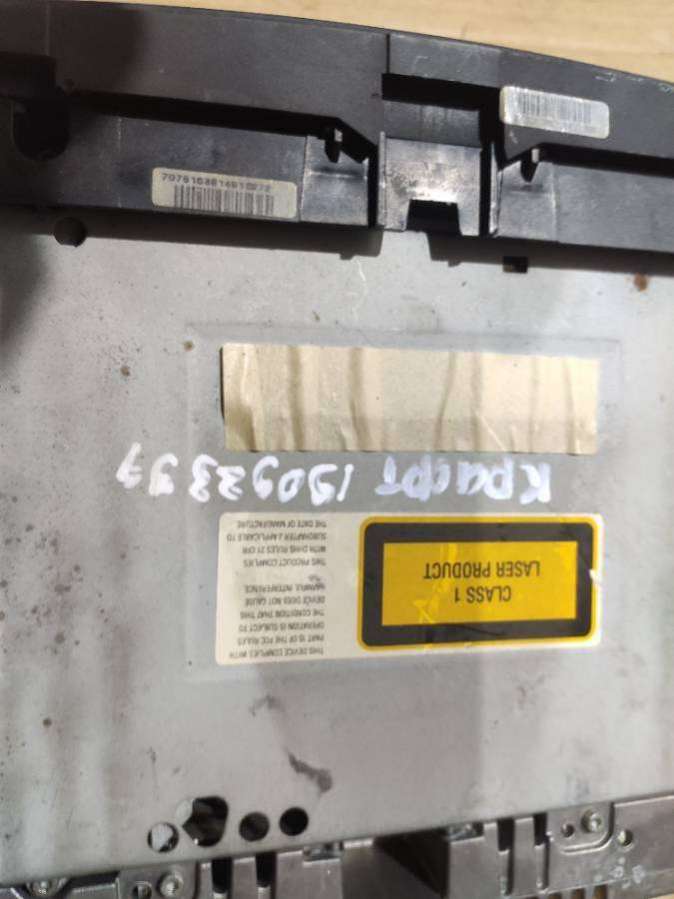 THIS DEVICE COMPLIES WITH
PART 15 OF THE FCC RULES
OPERATION IS SUBJECT TO
THE CONDITION THAT THIS
DEVICE DOES NOT CAUSE
HARMFUL INTERFERENCE.
THIS PRODUCT COMPLIES
WITH DHHS RULES 21 CFR
SUBCHAPTER J APPLICABLE TO
THE DATE OF MANUFACTURE.
CLASS 1
LASER PRODUCT
Крафт